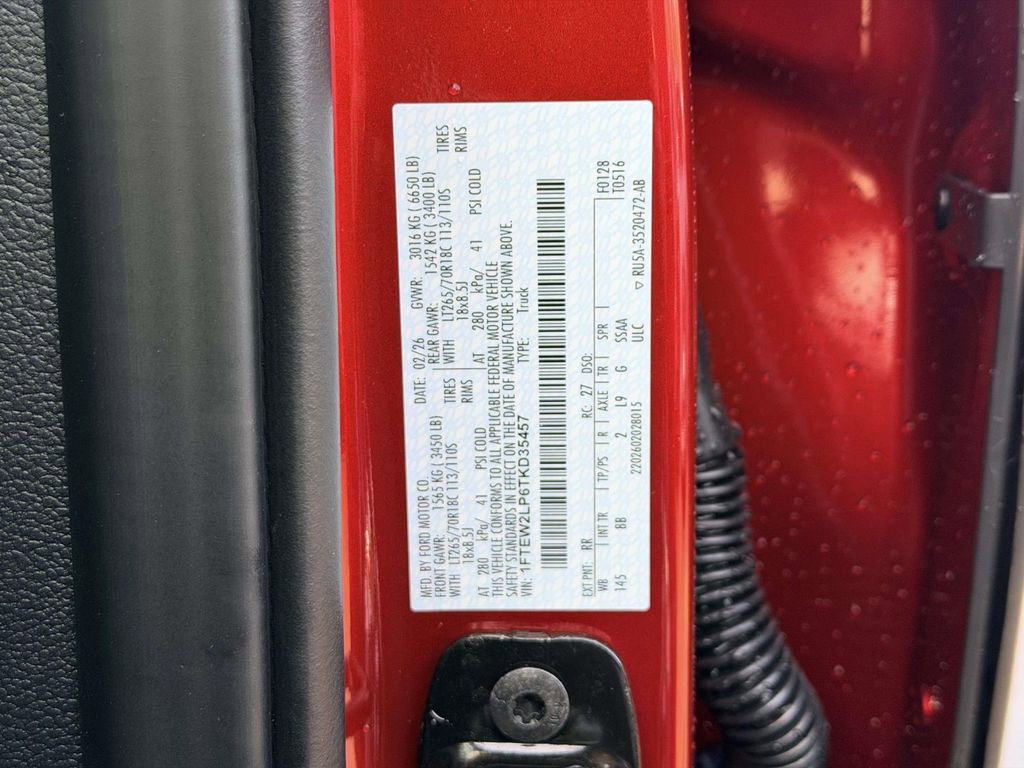 MFD. BY FORD MOTOR CO. DATE: 02/26 GVWR: 3016 KG ( 6650 LB)
FRONT GAWR: 1565 KG ( 3450 LB) REAR GAWR: 1542 KG ( 3400 LB)
WITH LT265/70R18C 113/110S TIRES WITH LT265/70R18C 113/110S TIRES
18x8.5J RIMS 18x8.5J RIMS
AT 280 kPa/ 41 PSI COLD AT 280 kPa/ 41 PSI COLD
THIS VEHICLE CONFORMS TO ALL APPLICABLE FEDERAL MOTOR VEHICLE
SAFETY STANDARDS IN EFFECT ON THE DATE OF MANUFACTURE SHOWN ABOVE.
VIN: 1FTEW2LP6TKD35457 TYPE: Truck
EXT PNT: RR RC: 27 DSO: F0128
WB INT TR TP/PS R AXLE TR SPR T0516
145 8B 2 L9 G SSAA
2202602028015 ULC ▽ RU5A-3520472-AB